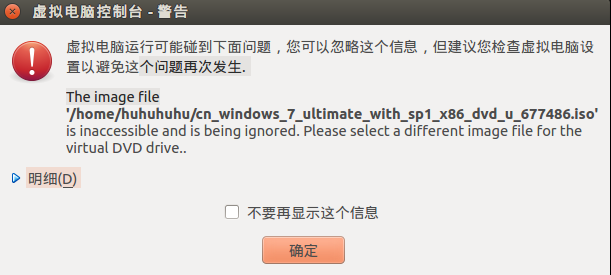 虚拟电脑控制台 - 警告
虚拟电脑运行可能碰到下面问题，您可以忽略这个信息，但建议您检查虚拟电脑设
置以避免这个问题再次发生.
The image file
'/home/huhuhuhu/cn_windows_7_ultimate_with_sp1_x86_dvd_u_677486.iso'
is inaccessible and is being ignored. Please select a different image file for the
virtual DVD drive..
明细(D)
不要再显示这个信息
确定